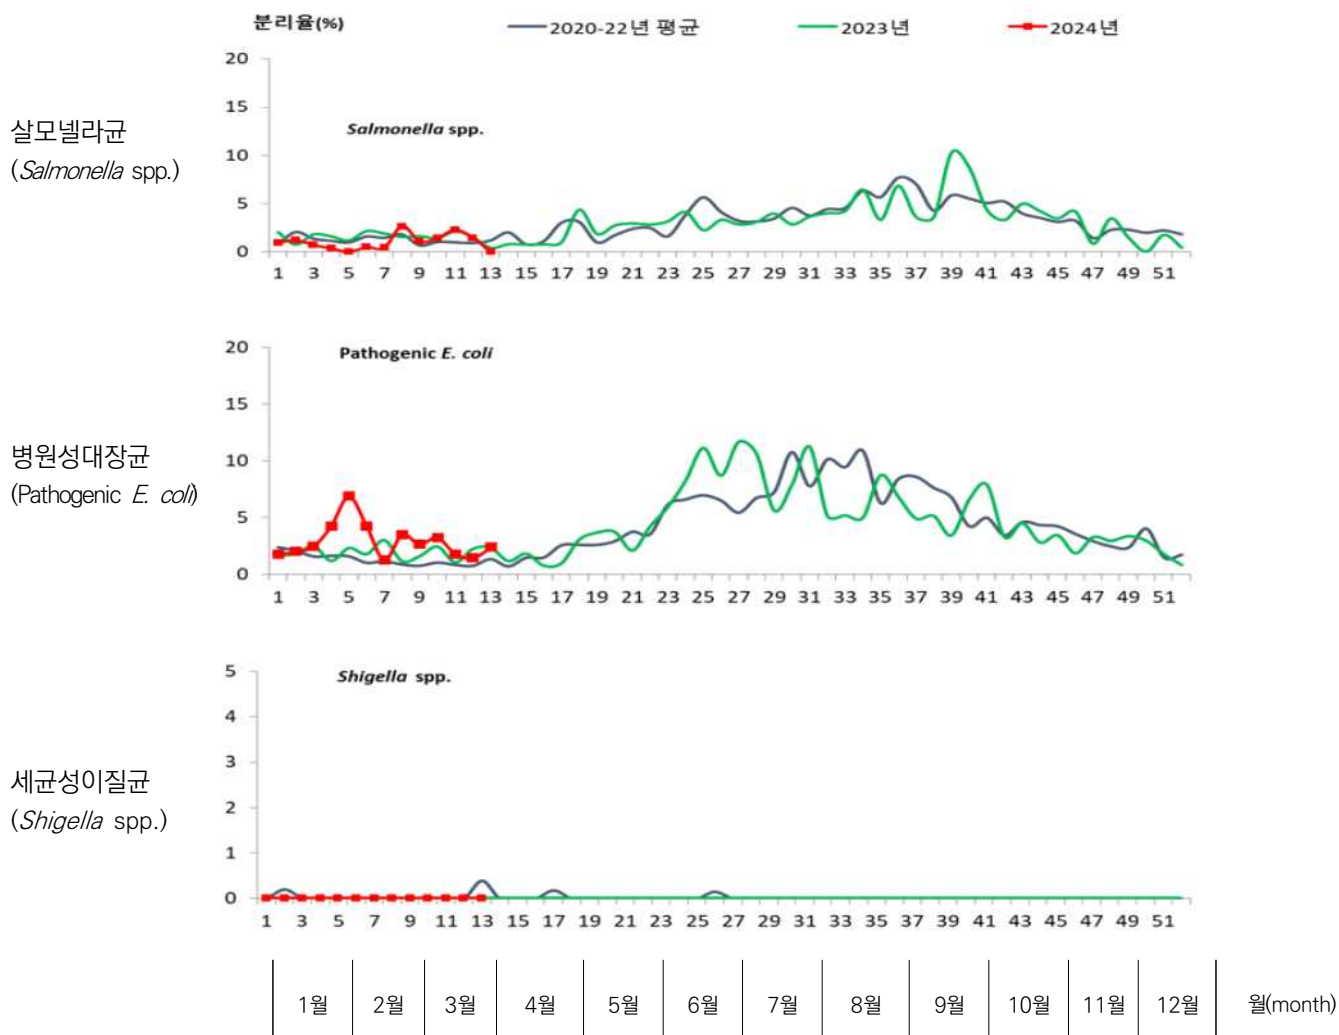 분리율(%)
2020-22년 평균 2023년 2024년
살모넬라균
(Salmonella spp.)
20
15
10
5
0
Salmonella spp.
1 3 5 7 9 11 13 15 17 19 21 23 25 27 29 31 33 35 37 39 41 43 45 47 49 51
병원성대장균
(Pathogenic E. coli)
20
15
10
5
0
Pathogenic E. coli
1 3 5 7 9 11 13 15 17 19 21 23 25 27 29 31 33 35 37 39 41 43 45 47 49 51
세균성이질균
(Shigella spp.)
5
4
3
2
1
0
Shigella spp.
1 3 5 7 9 11 13 15 17 19 21 23 25 27 29 31 33 35 37 39 41 43 45 47 49 51
1월 2월 3월 4월 5월 6월 7월 8월 9월 10월 11월 12월 월(month)